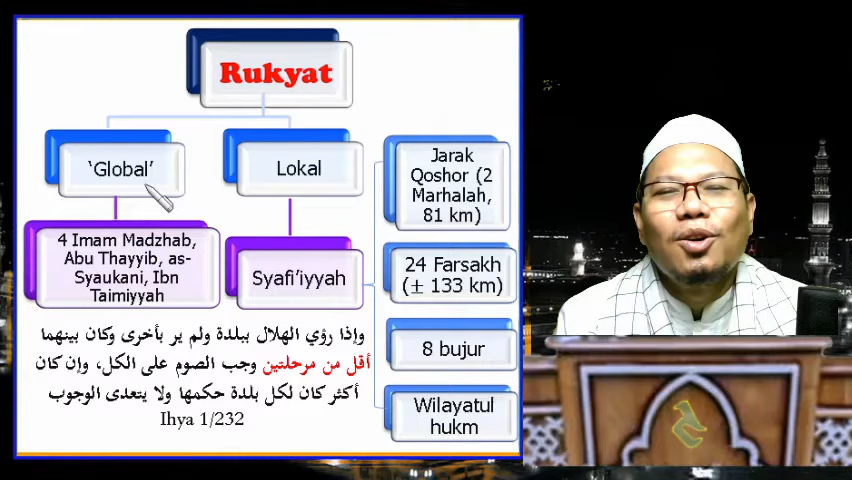 Rukyat
'Global'
Lokal
4 Imam Madzhab,
Abu Thayyib, as-
Syaukani, Ibn
Taimiyyah
Syafi'iyyah
Jarak
Qoshor (2
Marhalah,
81 km)
24 Farsakh
(± 133 km)
8 bujur
Wilayatul
hukm
وإذا رؤي الهلال ببلدة ولم ير بأخرى وكان بينهما
أقل من مرحلتين وجب الصوم على الكل، وإن كان
أكثر كان لكل بلدة حكمها ولا يتعدى الوجوب
Ihya 1/232